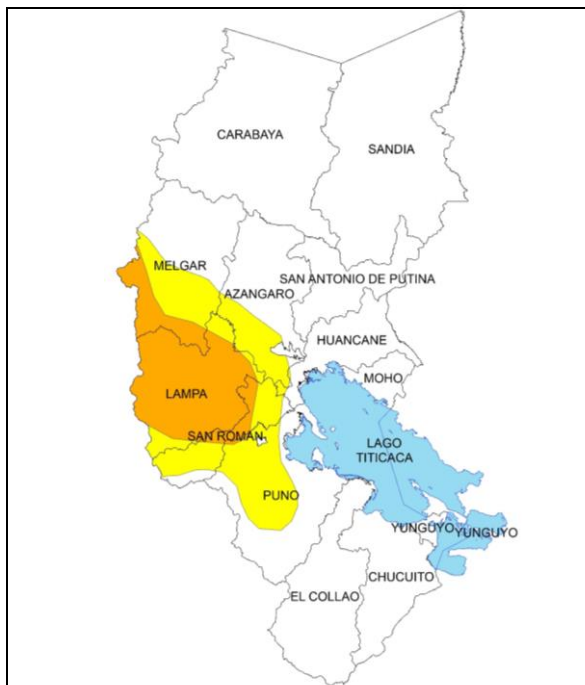 CARABAYA
SANDIA
MELGAR
SAN ANTONIO DE PUTINA
AZANGARO
HUANCANE
MOHO
LAMPA
SAN ROMAN
LAGO
TITICACA
PUNO
YUNGUYO
YUNGUYO
CHUCUITO
EL COLLAO